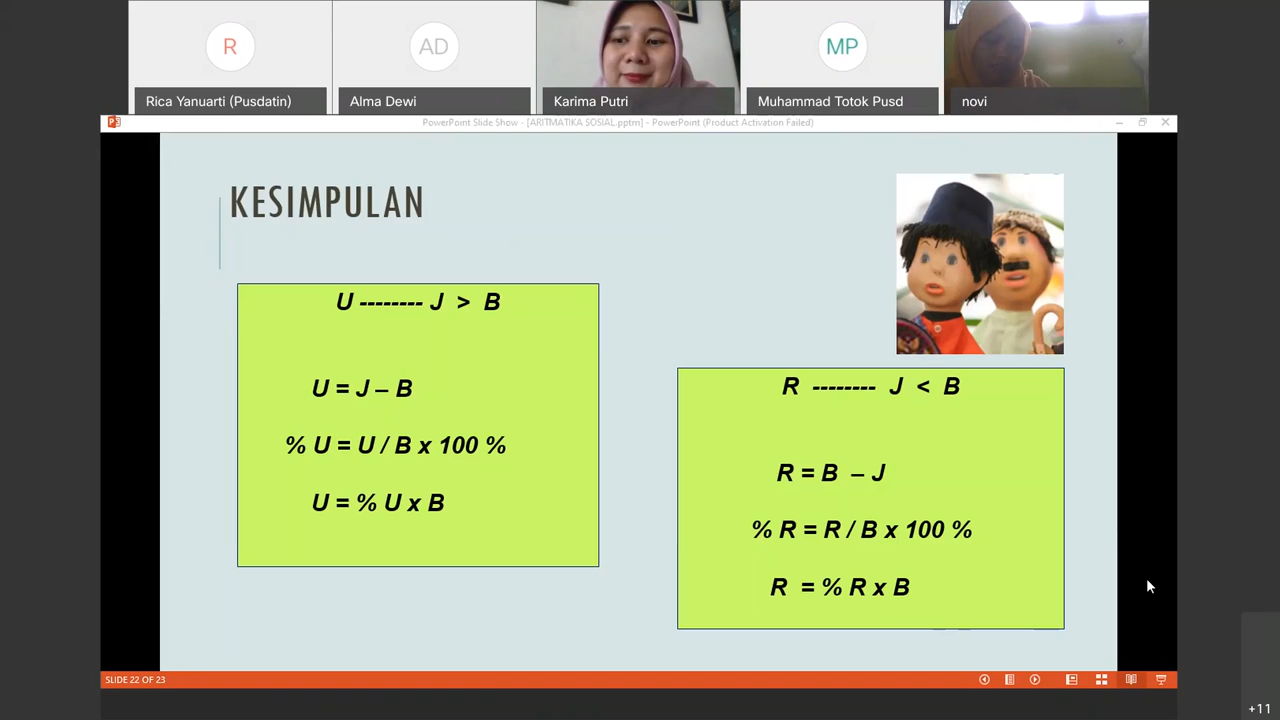 R
AD
MP
Rica Yanuarti (Pusdatin)
Alma Dewi
Karima Putri
Muhammad Totok Pusd
novi
PowerPoint Slide Show - [ARITMATIKA SOSIAL.pptm] - PowerPoint (Product Activation Failed)
KESIMPULAN
U -------- J > B
U = J – B
% U = U / B x 100 %
U = % U x B
R -------- J < B
R = B – J
% R = R / B x 100 %
R = % R x B
SLIDE 22 OF 23
+11